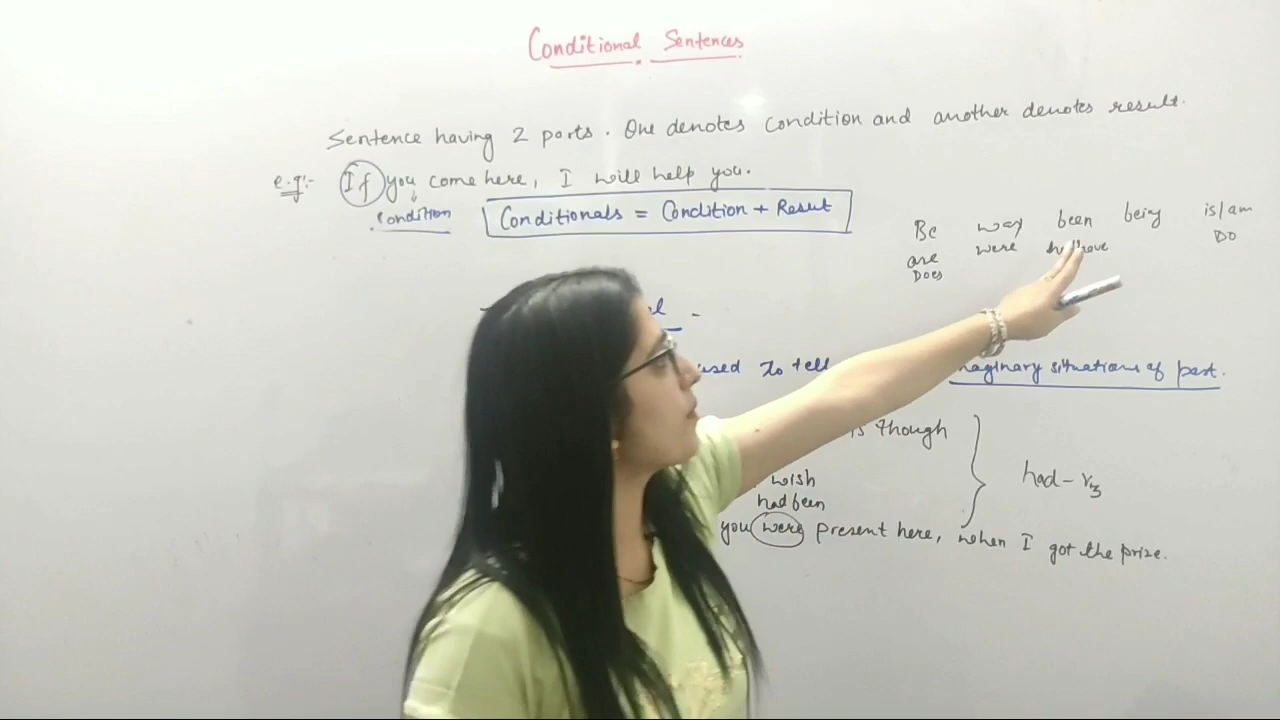 Conditional Sentences
Sentence having 2 parts. One denotes condition and another denotes result.
e.g:- If you come here, I will help you.
Condition
Conditionals = Condition + Result
Be was been being is/am
are were have DO
Does
used to tell
imaginary situations of past.
though
wish
had - V3
had been
you were present here, when I got the prize.